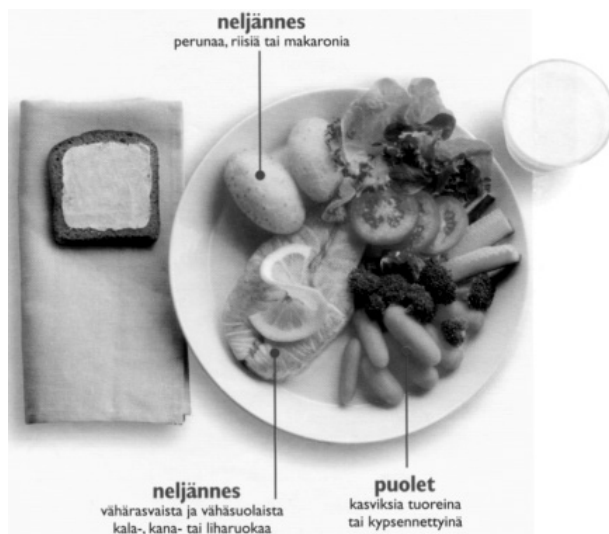 neljännes
perunaa, riisiä tai makaronia
neljännes
vähärasvaista ja vähäsuolaista
kala-, kana- tai liharuokaa
puolet
kasviksia tuoreina
tai kypsennettyinä